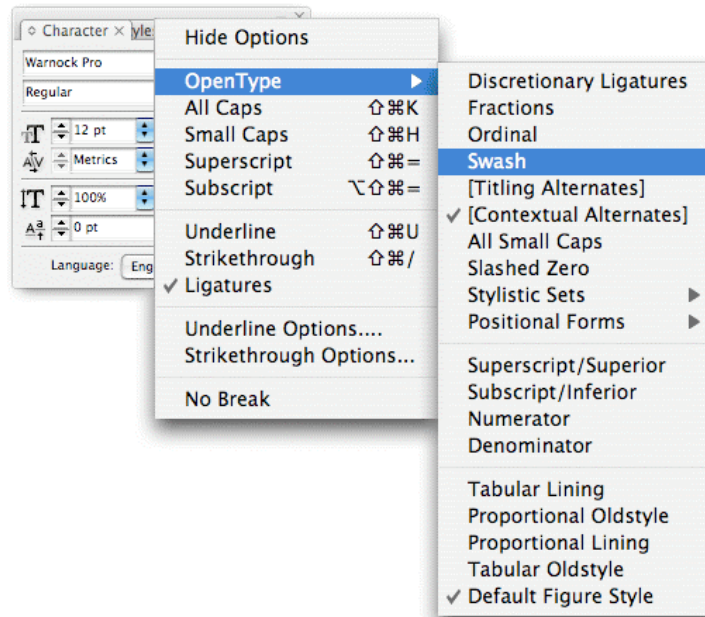 Character
Warnock Pro
Regular
12 pt
Metrics
100%
0 pt
Language: Eng
Hide Options
OpenType
All Caps ⇧⌘K
Small Caps ⇧⌘H
Superscript ⇧⌘=
Subscript ⌥⇧⌘=
Underline ⇧⌘U
Strikethrough ⇧⌘/
✓ Ligatures
Underline Options....
Strikethrough Options...
No Break
Discretionary Ligatures
Fractions
Ordinal
Swash
[Titling Alternates]
✓ [Contextual Alternates]
All Small Caps
Slashed Zero
Stylistic Sets
Positional Forms
Superscript/Superior
Subscript/Inferior
Numerator
Denominator
Tabular Lining
Proportional Oldstyle
Proportional Lining
Tabular Oldstyle
✓ Default Figure Style